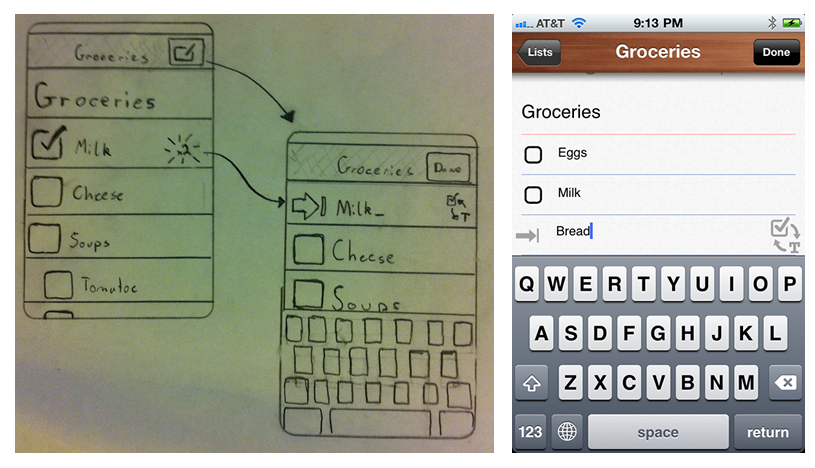 Groceries
Groceries
Milk
2
Cheese
Soups
Tomatoe
Groceries Done
Milk_
T
Cheese
Soups
AT&T 9:13 PM
Lists Groceries Done
Groceries
Eggs
Milk
Bread
T
Q W E R T Y U I O P
A S D F G H J K L
Z X C V B N M
123 space return